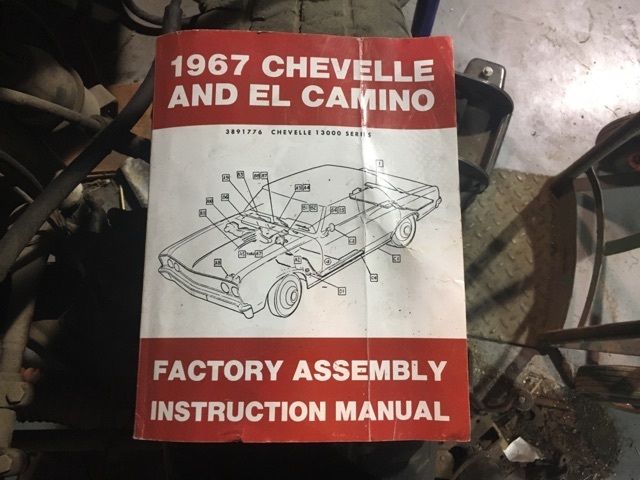 1967 CHEVELLE
AND EL CAMINO
3891776 CHEVELLE 13000 SERIES
FACTORY ASSEMBLY
INSTRUCTION MANUAL